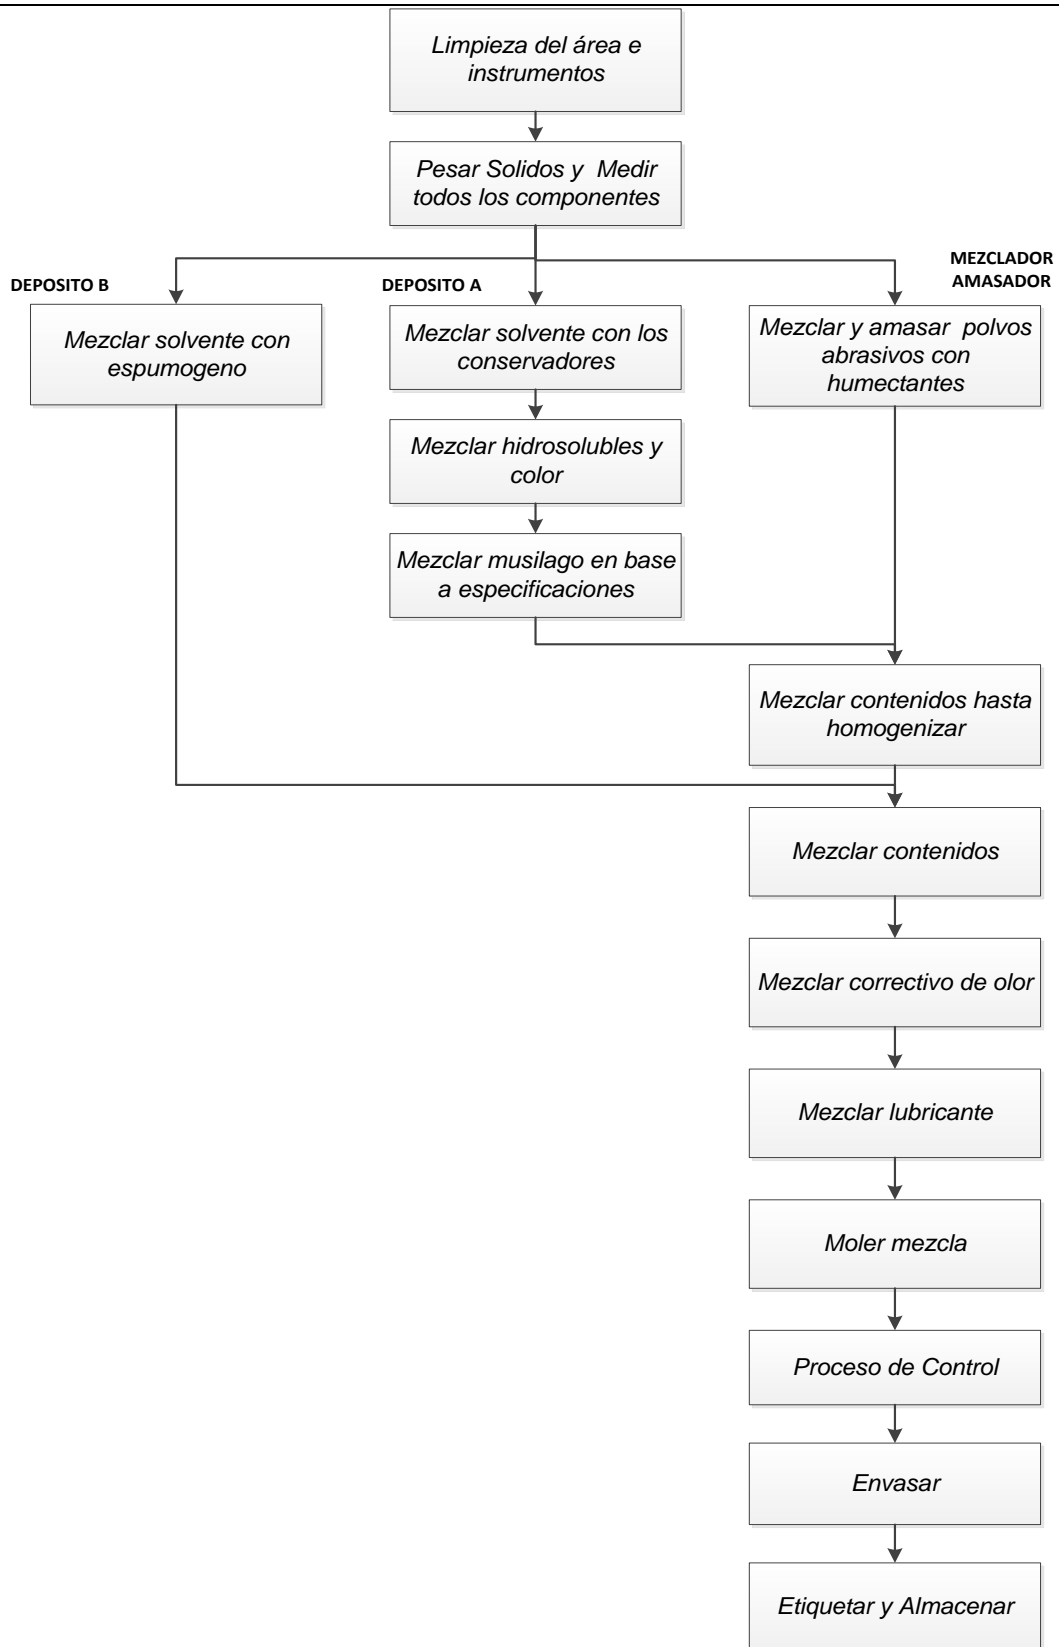 Limpieza del área e
instrumentos
Pesar Solidos y Medir
todos los componentes
DEPOSITO B
Mezclar solvente con
espumogeno
DEPOSITO A
Mezclar solvente con los
conservadores
MEZCLADOR
AMASADOR
Mezclar y amasar polvos
abrasivos con
humectantes
Mezclar hidrosolubles y
color
Mezclar musilago en base
a especificaciones
Mezclar contenidos hasta
homogenizar
Mezclar contenidos
Mezclar correctivo de olor
Mezclar lubricante
Moler mezcla
Proceso de Control
Envasar
Etiquetar y Almacenar